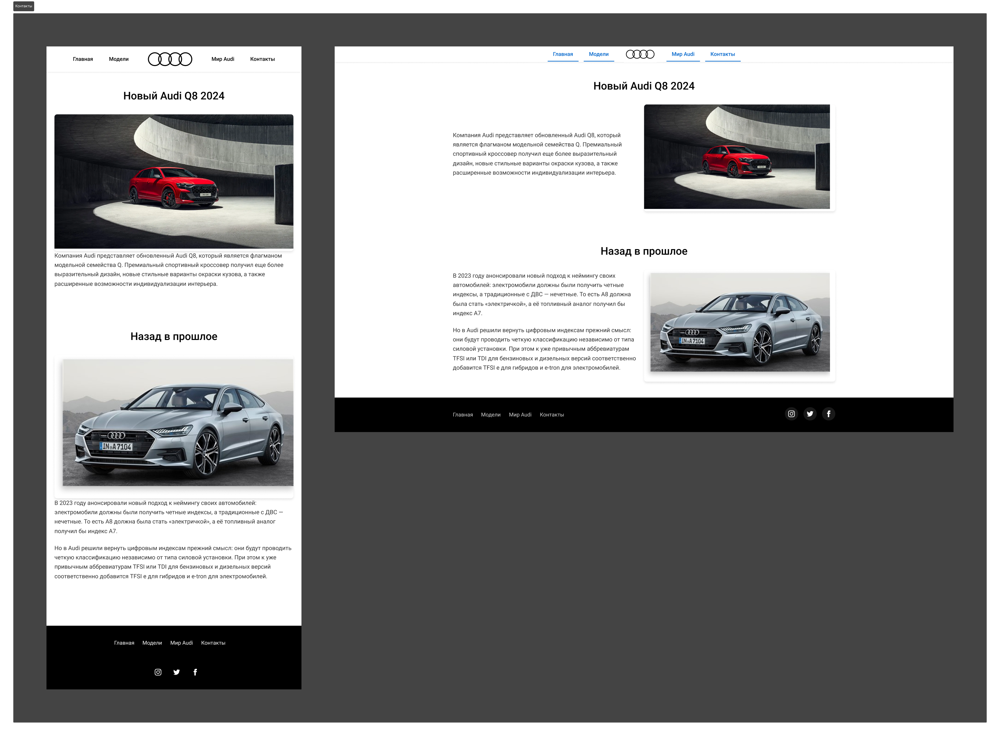 Контакты
Главная Модели Мир Audi Контакты
Новый Audi Q8 2024
RS Q8
Компания Audi представляет обновленный Audi Q8, который является флагманом
модельной семейства Q. Премиальный спортивный кроссовер получил еще более
выразительный дизайн, новые стильные варианты окраски кузова, а также
расширенные возможности индивидуализации интерьера.
Назад в прошлое
IN A 7104
В 2023 году анонсировали новый подход к неймингу своих автомобилей:
электромобили должны были получить четные индексы, а традиционные с ДВС —
нечетные. То есть A8 должна была стать «электричкой», а её топливный аналог
получил бы индекс A7.
Но в Audi решили вернуть цифровым индексам прежний смысл: они будут проводить
четкую классификацию независимо от типа силовой установки. При этом к уже
привычным аббревиатурам TFSI или TDI для бензиновых и дизельных версий
соответственно добавится TFSI e для гибридов и e-tron для электромобилей.
Главная Модели Мир Audi Контакты
Главная Модели Мир Audi Контакты
Новый Audi Q8 2024
Компания Audi представляет обновленный Audi Q8, который
является флагманом модельной семейства Q. Премиальный
спортивный кроссовер получил еще более выразительный
дизайн, новые стильные варианты окраски кузова, а также
расширенные возможности индивидуализации интерьера.
RS Q8
Назад в прошлое
В 2023 году анонсировали новый подход к неймингу своих
автомобилей: электромобили должны были получить четные
индексы, а традиционные с ДВС — нечетные. То есть A8 должна
была стать «электричкой», а её топливный аналог получил бы
индекс A7.
Но в Audi решили вернуть цифровым индексам прежний смысл:
они будут проводить четкую классификацию независимо от типа
силовой установки. При этом к уже привычным аббревиатурам
TFSI или TDI для бензиновых и дизельных версий соответственно
добавится TFSI e для гибридов и e-tron для электромобилей.
IN A 7104
Главная Модели Мир Audi Контакты